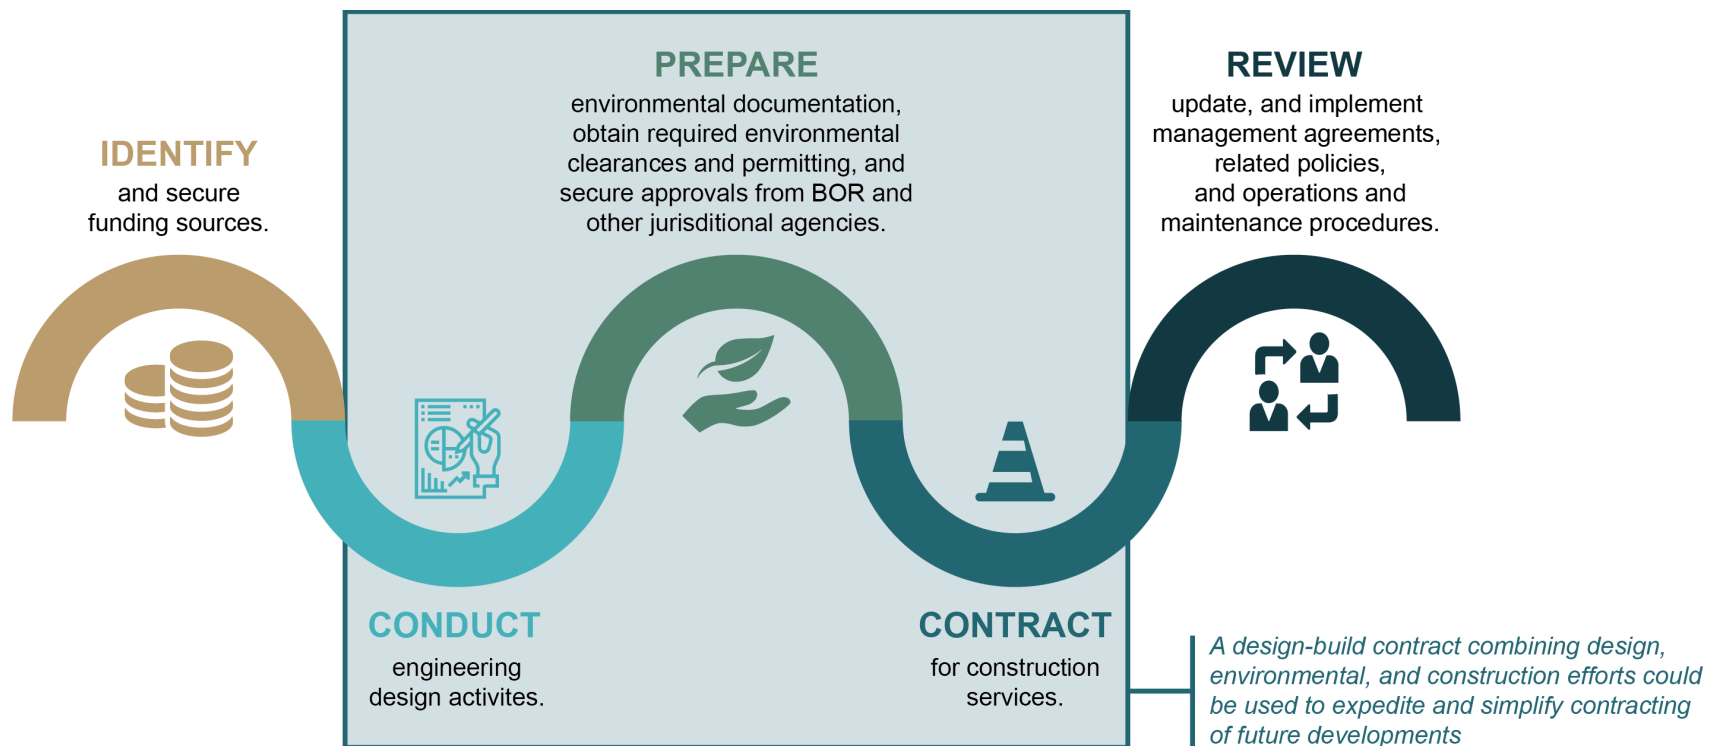 IDENTIFY
and secure
funding sources.
CONDUCT
engineering
design activites.
PREPARE
environmental documentation,
obtain required environmental
clearances and permitting, and
secure approvals from BOR and
other jurisditional agencies.
CONTRACT
for construction
services.
REVIEW
update, and implement
management agreements,
related policies,
and operations and
maintenance procedures.
A design-build contract combining design,
environmental, and construction efforts could
be used to expedite and simplify contracting
of future developments